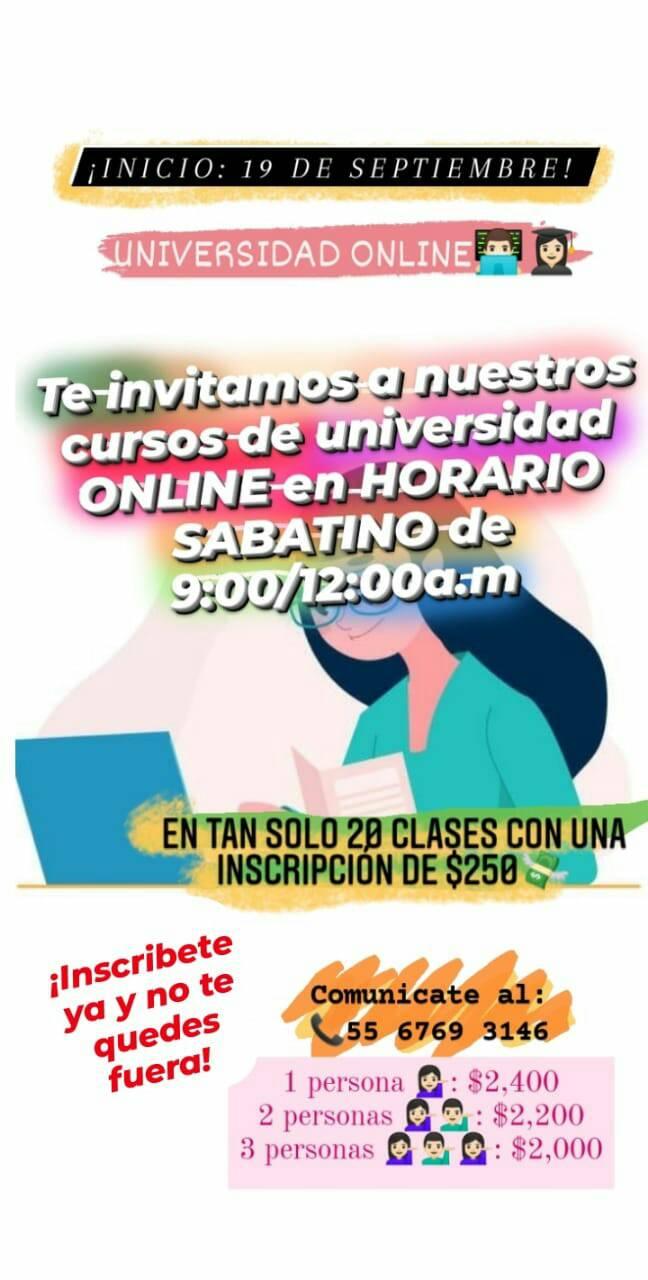 ¡INICIO: 19 DE SEPTIEMBRE!
UNIVERSIDAD ONLINE
Te invitamos a nuestros
cursos de universidad
ONLINE en HORARIO
SABATINO de
9:00/12:00a.m
EN TAN SOLO 20 CLASES CON UNA
INSCRIPCIÓN DE $250
¡Inscribete
ya y no te
quedes
fuera!
Comunicate al:
55 6769 3146
1 persona : $2,400
2 personas : $2,200
3 personas : $2,000